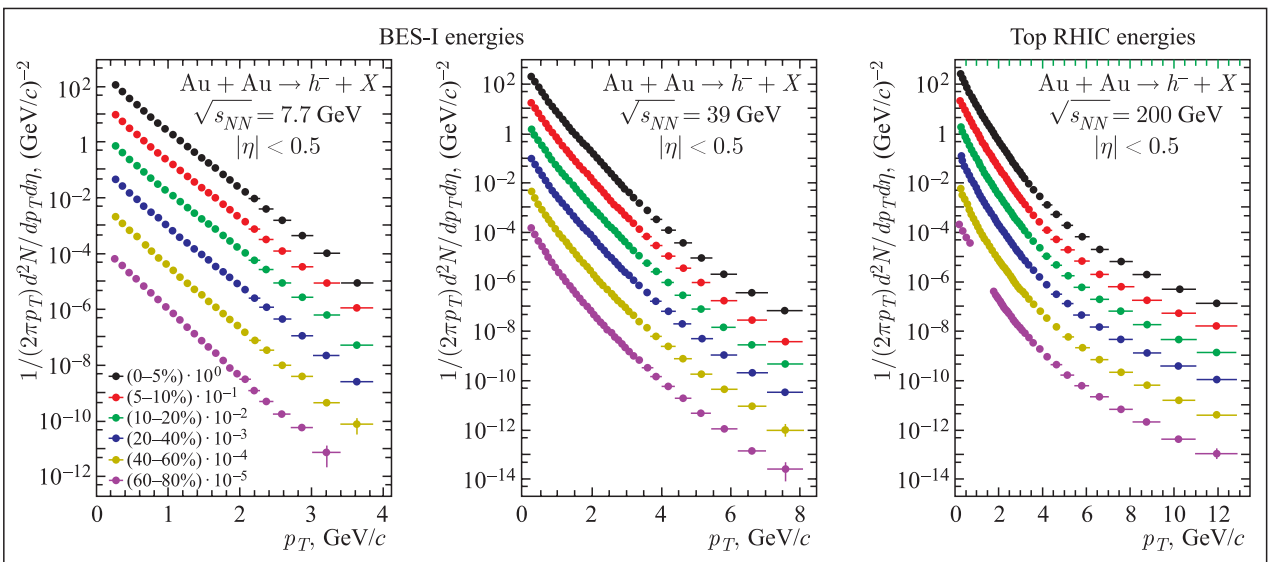 BES-I energies
Top RHIC energies
1/(2πp_T) d²N/dp_T dη, (GeV/c)⁻²
Au + Au → h⁻ + X
√s_NN = 7.7 GeV
|η| < 0.5
10²
1
10⁻²
10⁻⁴
10⁻⁶
10⁻⁸
10⁻¹⁰
10⁻¹²
(0–5%) · 10⁰
(5–10%) · 10⁻¹
(10–20%) · 10⁻²
(20–40%) · 10⁻³
(40–60%) · 10⁻⁴
(60–80%) · 10⁻⁵
0 1 2 3 4
p_T, GeV/c
1/(2πp_T) d²N/dp_T dη, (GeV/c)⁻²
Au + Au → h⁻ + X
√s_NN = 39 GeV
|η| < 0.5
10²
1
10⁻²
10⁻⁴
10⁻⁶
10⁻⁸
10⁻¹⁰
10⁻¹²
10⁻¹⁴
0 2 4 6 8
p_T, GeV/c
1/(2πp_T) d²N/dp_T dη, (GeV/c)⁻²
Au + Au → h⁻ + X
√s_NN = 200 GeV
|η| < 0.5
10²
1
10⁻²
10⁻⁴
10⁻⁶
10⁻⁸
10⁻¹⁰
10⁻¹²
10⁻¹⁴
0 2 4 6 8 10 12
p_T, GeV/c